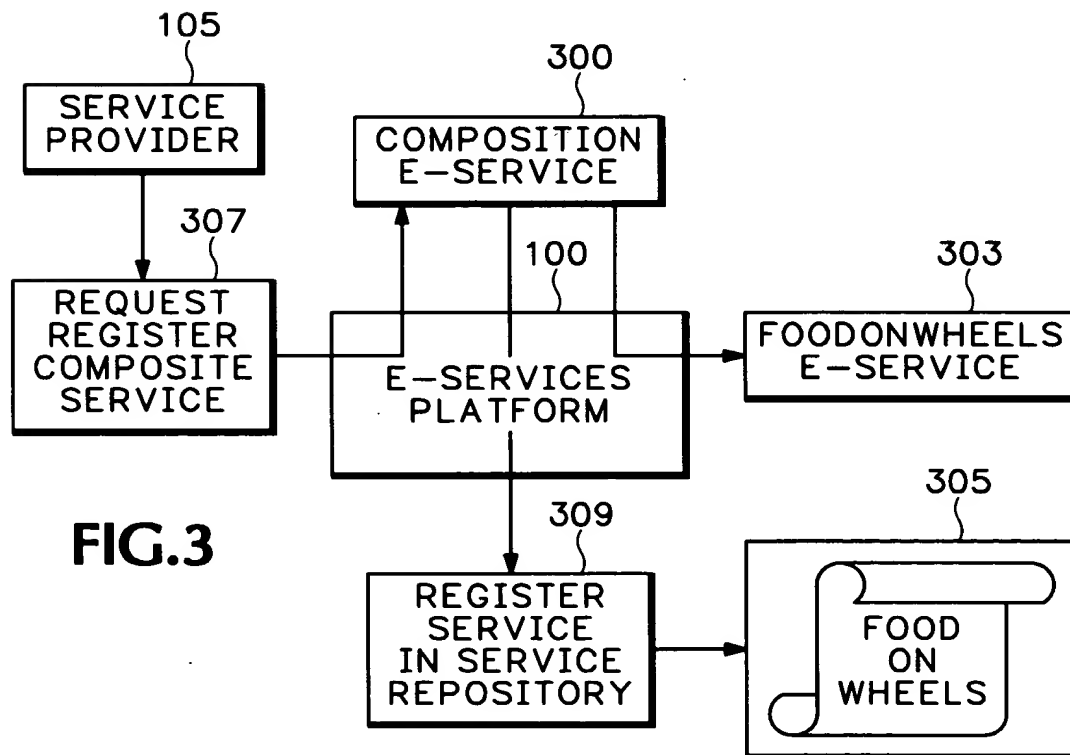 105
SERVICE
PROVIDER
300
COMPOSITION
E-SERVICE
307
REQUEST
REGISTER
COMPOSITE
SERVICE
100
E-SERVICES
PLATFORM
303
FOODONWHEELS
E-SERVICE
FIG.3
309
REGISTER
SERVICE
IN SERVICE
REPOSITORY
305
FOOD
ON
WHEELS